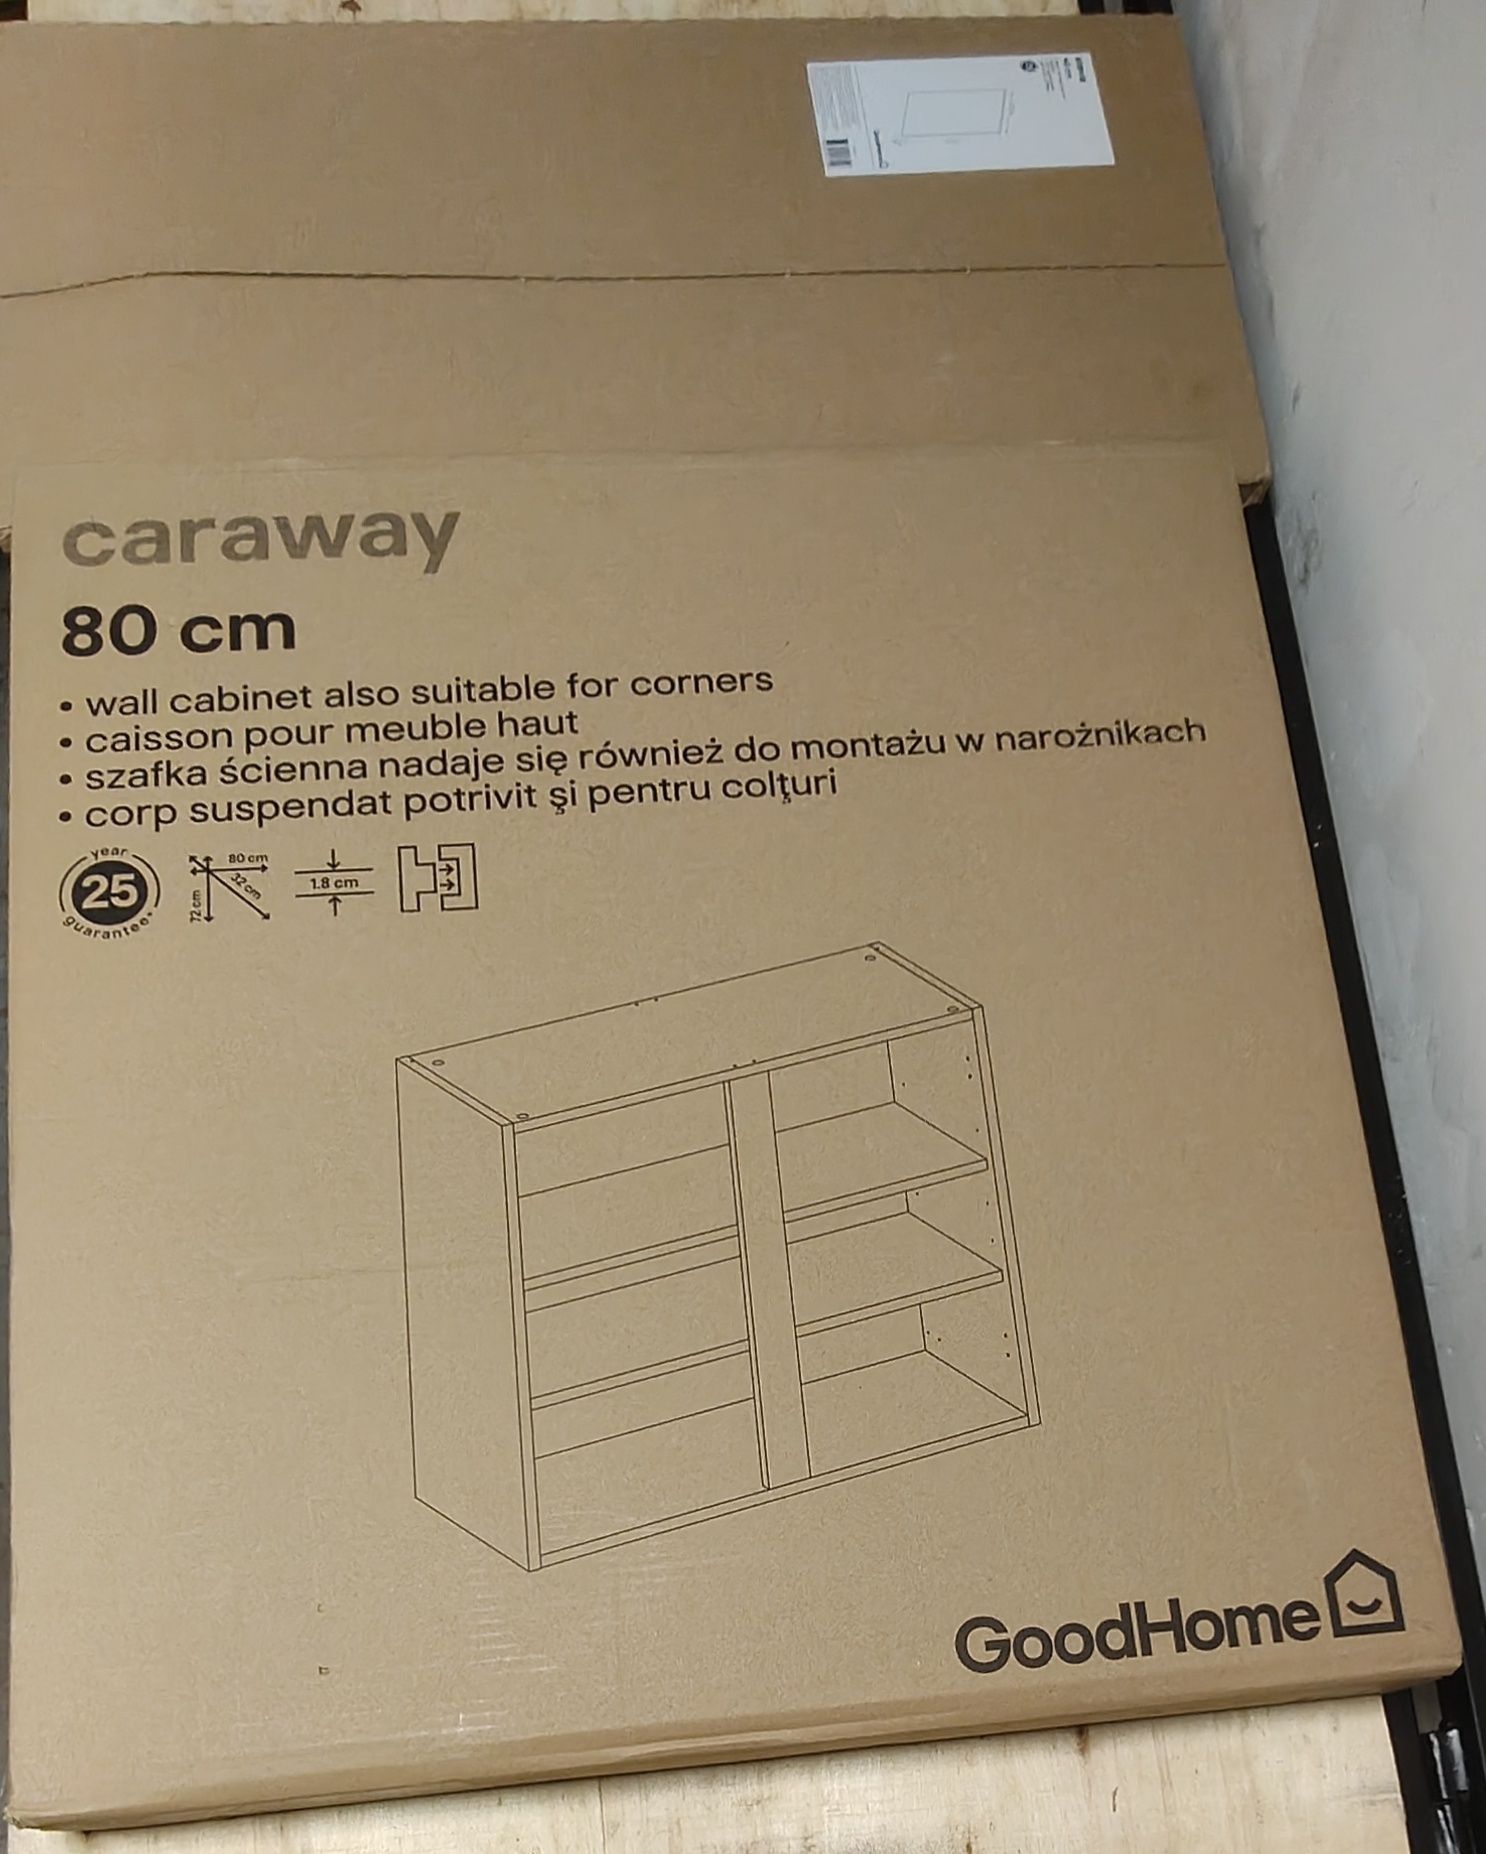 caraway
80 cm
• wall cabinet also suitable for corners
• caisson pour meuble haut
• szafka ścienna nadaje się również do montażu w narożnikach
• corp suspendat potrivit şi pentru colţuri
year
25
guarantee*
80 cm
32 cm
72 cm
1.8 cm
GoodHome